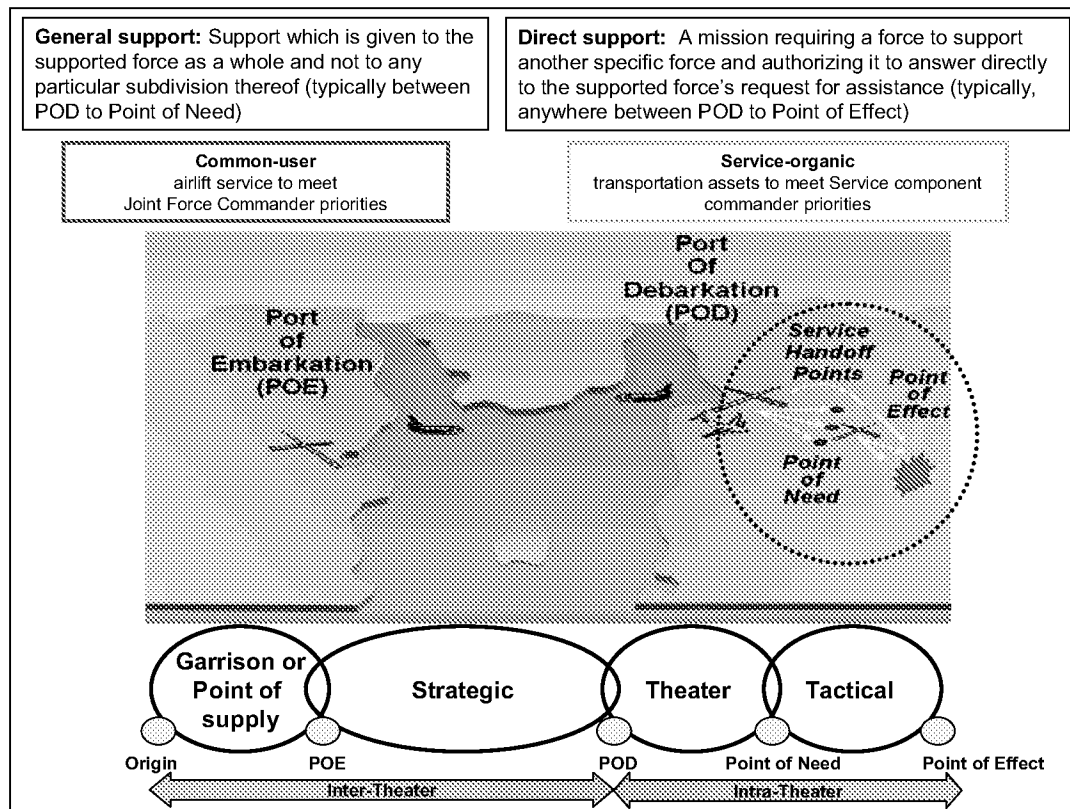 General support: Support which is given to the
supported force as a whole and not to any
particular subdivision thereof (typically between
POD to Point of Need)
Direct support: A mission requiring a force to support
another specific force and authorizing it to answer directly
to the supported force's request for assistance (typically,
anywhere between POD to Point of Effect)
Common-user
airlift service to meet
Joint Force Commander priorities
Service-organic
transportation assets to meet Service component
commander priorities
Port
Of
Debarkation
(POD)
Port
of
Embarkation
(POE)
Service
Handoff
Points
Point
of
Effect
Point
of
Need
Garrison or
Point of
supply
Strategic
Theater
Tactical
Origin
POE
POD
Point of Need
Point of Effect
Inter-Theater
Intra-Theater